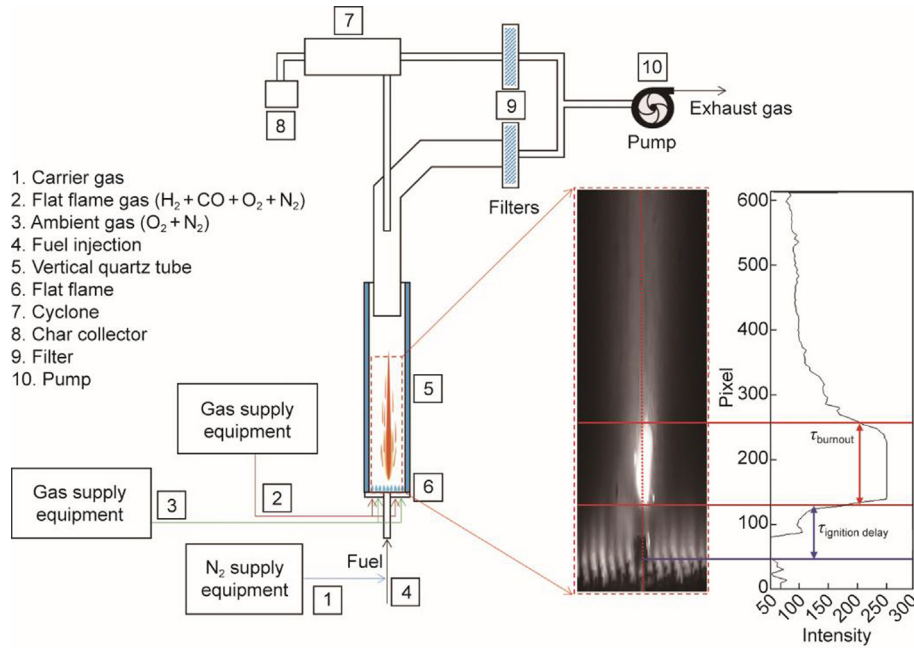 7
10
Exhaust gas
8
9
Pump
1. Carrier gas
2. Flat flame gas (H₂ + CO + O₂ + N₂)
3. Ambient gas (O₂ + N₂)
4. Fuel injection
5. Vertical quartz tube
6. Flat flame
7. Cyclone
8. Char collector
9. Filter
10. Pump
Filters
Gas supply
equipment
5
6
Gas supply
equipment
3
2
Fuel
N₂ supply
equipment
1
4
600
500
400
300
200
100
0
Pixel
τburnout
τignition delay
50
100
150
200
250
300
Intensity